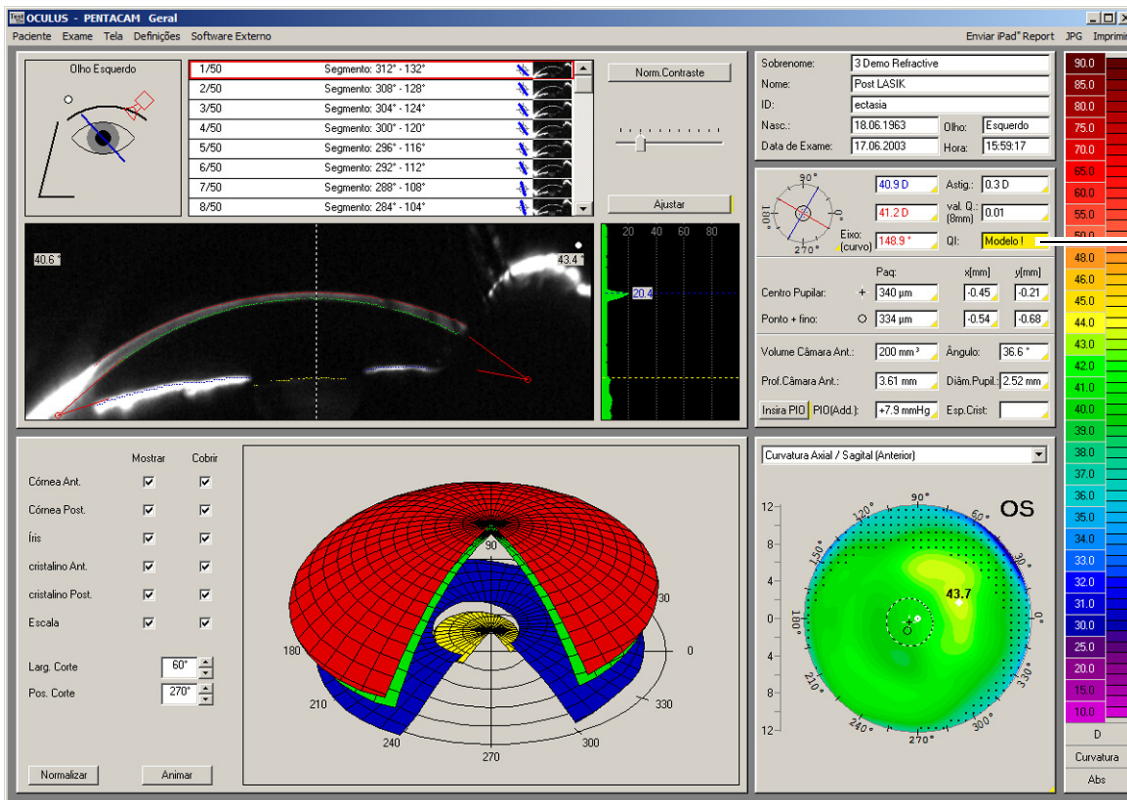 OCULUS - PENTACAM Geral
Paciente Exame Tela Definições Software Externo Enviar iPad" Report JPG Imprimir
Olho Esquerdo
1/50 Segmento: 312° - 132°
2/50 Segmento: 308° - 128°
3/50 Segmento: 304° - 124°
4/50 Segmento: 300° - 120°
5/50 Segmento: 296° - 116°
6/50 Segmento: 292° - 112°
7/50 Segmento: 288° - 108°
8/50 Segmento: 284° - 104°
Norm.Contraste
Ajustar
40.6 °
43.4 °
20 40 60 80
20.4
Sobrenome: 3 Demo Refractive
Nome: Post LASIK
ID: ectasia
Nasc.: 18.06.1963 Olho: Esquerdo
Data de Exame: 17.06.2003 Hora: 15:59:17
90°
180°
0°
270°
40.9 D Astig.: 0.3 D
41.2 D val. Q.: (8mm) 0.01
Eixo: (curvo) 148.9 ° QI: Modelo !
Paq: x[mm] y[mm]
Centro Pupilar: + 340 µm -0.45 -0.21
Ponto + fino: O 334 µm -0.54 -0.68
Volume Câmara Ant.: 200 mm³ Ângulo: 36.6 °
Prof.Câmara Ant.: 3.61 mm Diâm.Pupil.: 2.52 mm
Insira PIO PIO(Add.): +7.9 mmHg Esp.Crist:
Mostrar Cobrir
Córnea Ant.
Córnea Post.
Íris
cristalino Ant.
cristalino Post.
Escala
Larg. Corte 60°
Pos. Corte 270°
Normalizar Animar
90
30
180
0
210
330
240
300
270
Curvatura Axial / Sagital (Anterior)
OS
12
8
4
0
4
8
12
90°
120°
60°
150°
30°
180°
0°
210°
330°
240°
300°
270°
43.7
90.0
85.0
80.0
75.0
70.0
65.0
60.0
55.0
50.0
48.0
46.0
45.0
44.0
43.0
42.0
41.0
40.0
39.0
38.0
37.0
36.0
35.0
34.0
33.0
32.0
31.0
30.0
25.0
20.0
15.0
10.0
D
Curvatura
Abs